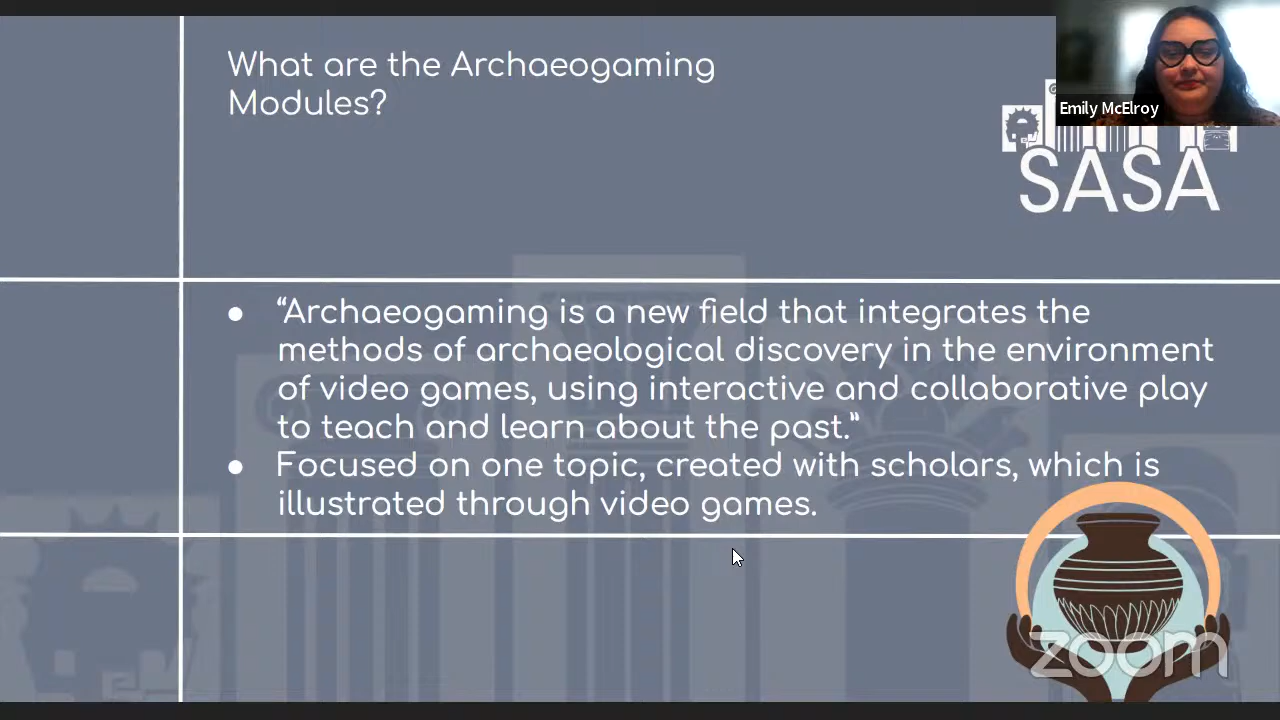 What are the Archaeogaming
Modules?
Emily McElroy
SASA
● “Archaeogaming is a new field that integrates the
methods of archaeological discovery in the environment
of video games, using interactive and collaborative play
to teach and learn about the past.”
● Focused on one topic, created with scholars, which is
illustrated through video games.
zoom